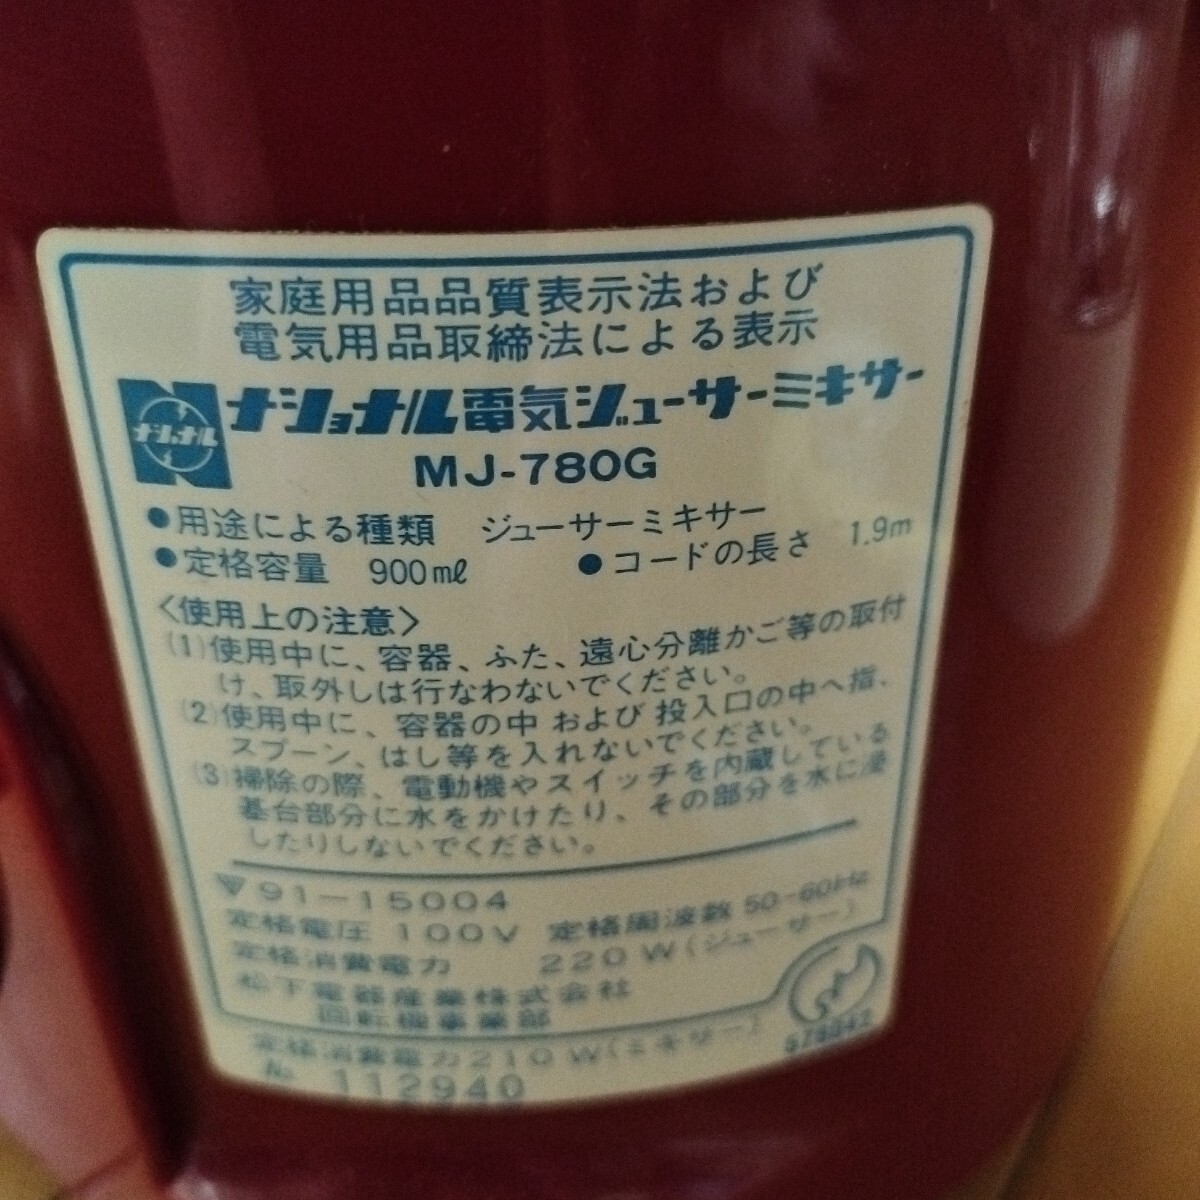 家庭用品品質表示法および
電気用品取締法による表示
ナショナル
ナショナル電気ジューサーミキサー
MJ-780G
●用途による種類 ジューサーミキサー
●定格容量 900ml ●コードの長さ 1.9m
〈使用上の注意〉
(1)使用中に、容器、ふた、遠心分離かご等の取付
け、取外しは行なわないでください。
(2)使用中に、容器の中および投入口の中へ指、
スプーン、はし等を入れないでください。
(3)掃除の際、電動機やスイッチを内蔵している
基台部分に水をかけたり、その部分を水に浸
したりしないでください。
91-15004
定格電圧 100V 定格周波数 50-60Hz
定格消費電力 220W(ジューサー)
松下電器産業株式会社
回転機事業部
定格消費電力210W(ミキサー)
№ 112940